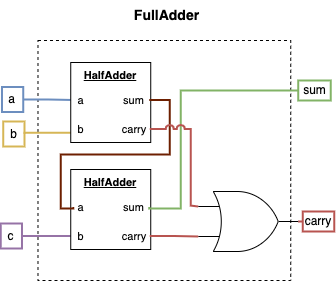 FullAdder
HalfAdder
a sum
b carry
a
b
sum
HalfAdder
a sum
b carry
c
carry